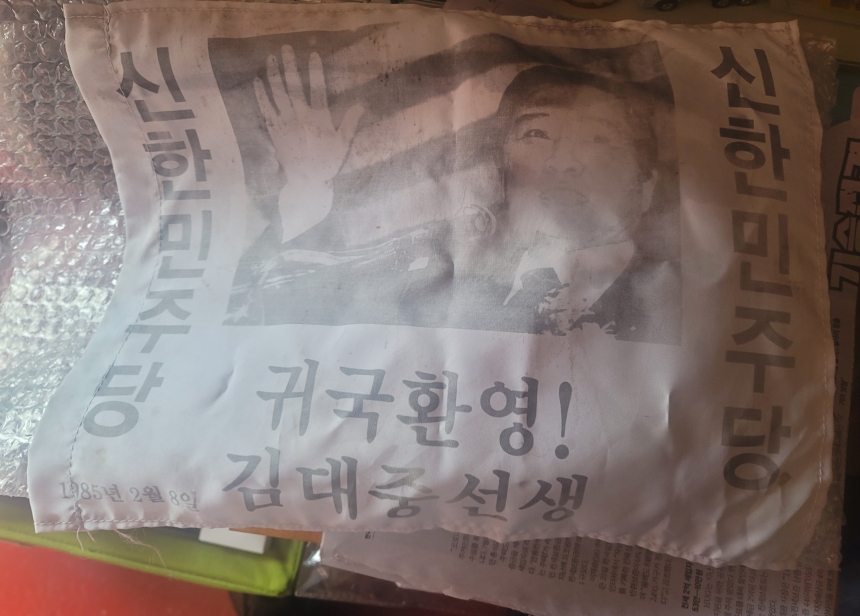 신한민주당
신한민주당
귀국환영!
김대중선생
1985년 2월 8일